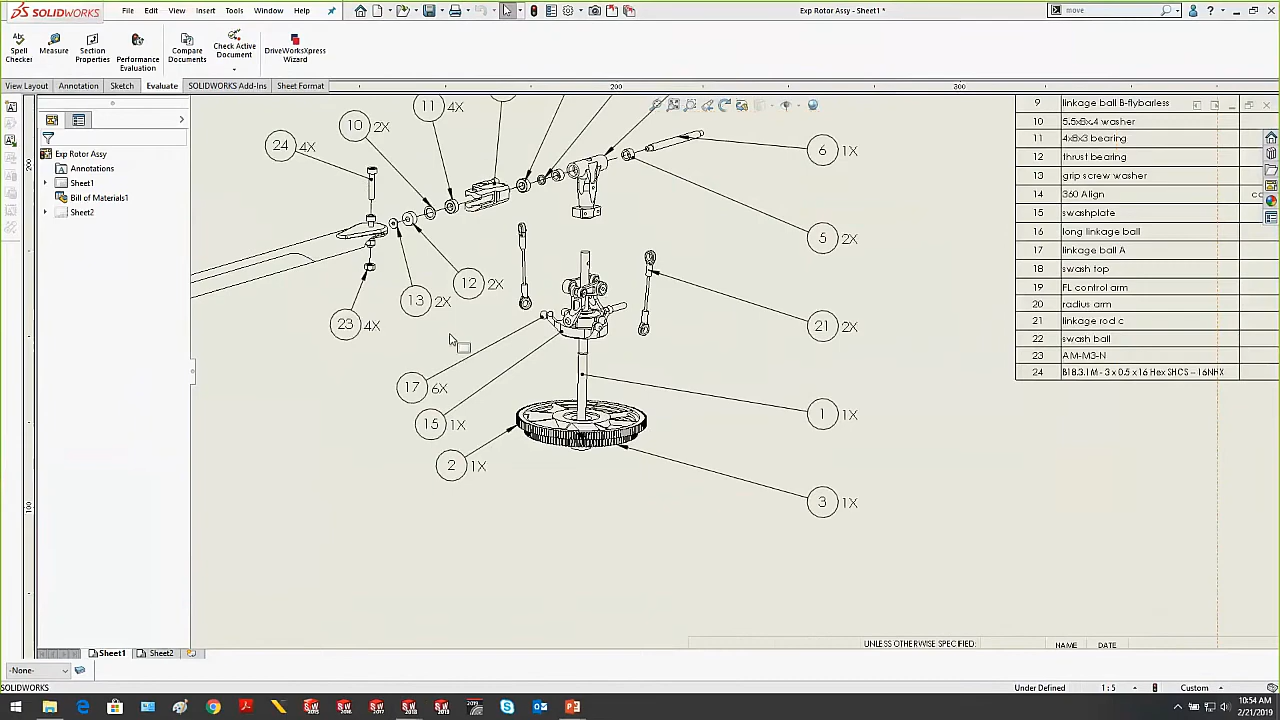 SOLIDWORKS
File
Edit
View
Insert
Tools
Window
Help
Exp Rotor Assy - Sheet1 *
move
Spell Checker
Measure
Section Properties
Performance Evaluation
Compare Documents
Check Active Document
DriveWorksXpress Wizard
View Layout
Annotation
Sketch
Evaluate
SOLIDWORKS Add-Ins
Sheet Format
200
300
Exp Rotor Assy
Annotations
Sheet1
Bill of Materials1
Sheet2
200
100
11 4X
10 2X
24 4X
6 1X
5 2X
12 2X
13 2X
23 4X
21 2X
17 6X
15 1X
1 1X
2 1X
3 1X
9 linkage ball B-flybarless
10 5.5x8x.4 washer
11 4x8x3 bearing
12 thrust bearing
13 grip screw washer
14 360 Align
15 swashplate
16 long linkage ball
17 linkage ball A
18 swash top
19 FL control arm
20 radius arm
21 linkage rod c
22 swash ball
23 AM-M3-N
24 B18.3.1M - 3 x 0.5 x 16 Hex SHCS -- 16NHX
UNLESS OTHERWISE SPECIFIED:
NAME
DATE
Sheet1
Sheet2
-None-
SOLIDWORKS
Under Defined
1 : 5
Custom
10:54 AM
2/21/2019